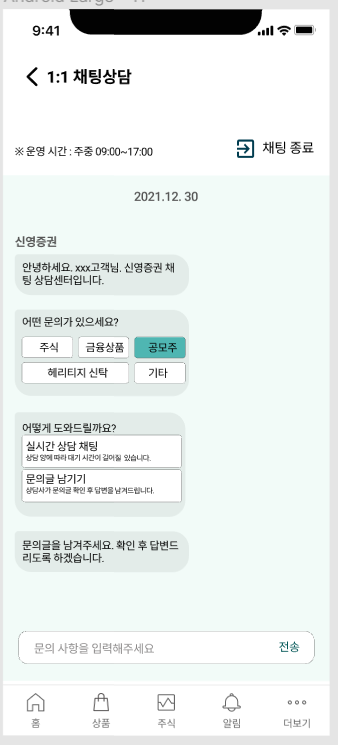 9:41
1:1 채팅상담
※ 운영 시간 : 주중 09:00~17:00
채팅 종료
2021.12. 30
신영증권
안녕하세요. xxx고객님. 신영증권 채
팅 상담센터입니다.
어떤 문의가 있으세요?
주식 금융상품 공모주
헤리티지 신탁 기타
어떻게 도와드릴까요?
실시간 상담 채팅
상담 양에 따라 대기 시간이 길어질 있습니다.
문의글 남기기
상담사가 문의글 확인 후 답변을 남겨드립니다.
문의글을 남겨주세요. 확인 후 답변드
리도록 하겠습니다.
문의 사항을 입력해주세요 전송
홈 상품 주식 알림 더보기